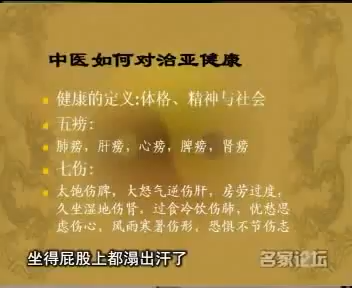 中医如何对治亚健康
健康的定义:体格、精神与社会
五痨:
肺痨，肝痨，心痨，脾痨，肾痨
七伤:
太饱伤脾，大怒气逆伤肝，房劳过度，
久坐湿地伤肾，过食冷饮伤肺，忧愁思
虑伤心，风雨寒暑伤形，恐惧不节伤志
坐得屁股上都溻出汗了
名家论坛